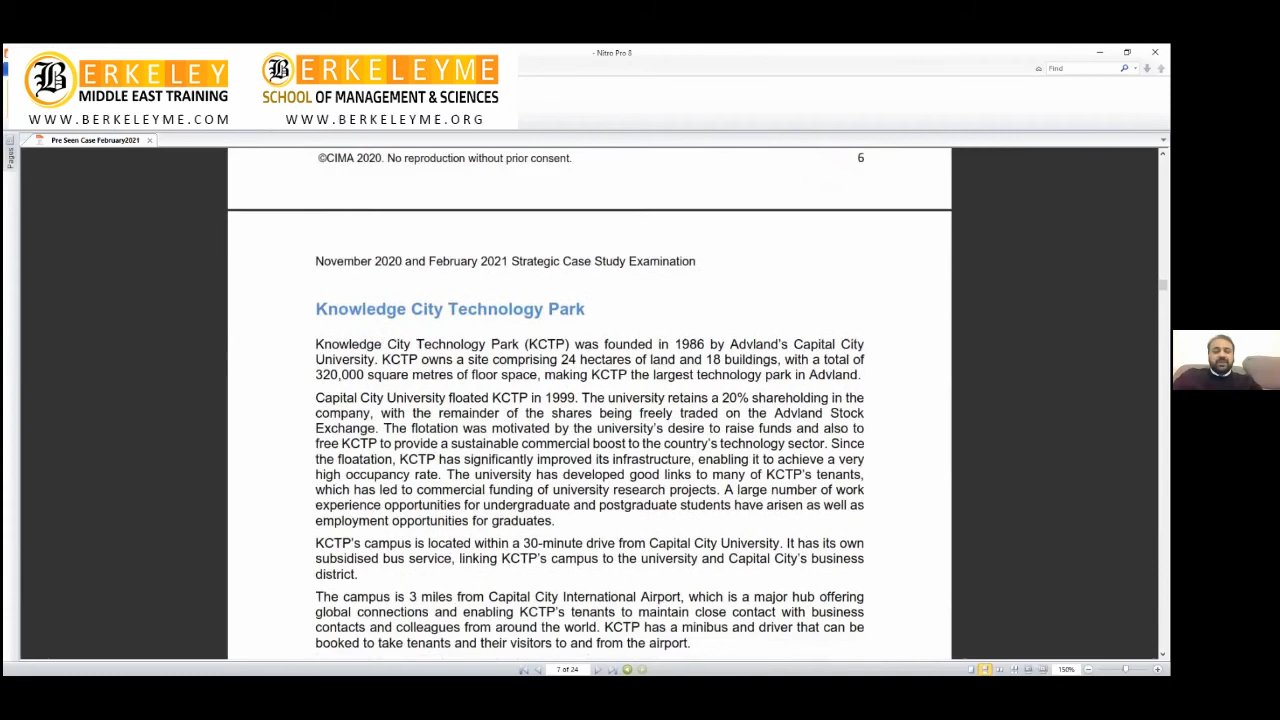 - Nitro Pro 8
BERKELEY
MIDDLE EAST TRAINING
WWW.BERKELEYME.COM
BERKELEYME
SCHOOL OF MANAGEMENT & SCIENCES
WWW.BERKELEYME.ORG
Find
Pre Seen Case February2021
Pages
©CIMA 2020. No reproduction without prior consent.
6
November 2020 and February 2021 Strategic Case Study Examination
Knowledge City Technology Park
Knowledge City Technology Park (KCTP) was founded in 1986 by Advland's Capital City
University. KCTP owns a site comprising 24 hectares of land and 18 buildings, with a total of
320,000 square metres of floor space, making KCTP the largest technology park in Advland.
Capital City University floated KCTP in 1999. The university retains a 20% shareholding in the
company, with the remainder of the shares being freely traded on the Advland Stock
Exchange. The flotation was motivated by the university's desire to raise funds and also to
free KCTP to provide a sustainable commercial boost to the country's technology sector. Since
the floatation, KCTP has significantly improved its infrastructure, enabling it to achieve a very
high occupancy rate. The university has developed good links to many of KCTP's tenants,
which has led to commercial funding of university research projects. A large number of work
experience opportunities for undergraduate and postgraduate students have arisen as well as
employment opportunities for graduates.
KCTP's campus is located within a 30-minute drive from Capital City University. It has its own
subsidised bus service, linking KCTP's campus to the university and Capital City's business
district.
The campus is 3 miles from Capital City International Airport, which is a major hub offering
global connections and enabling KCTP's tenants to maintain close contact with business
contacts and colleagues from around the world. KCTP has a minibus and driver that can be
booked to take tenants and their visitors to and from the airport.
7 of 24
150%